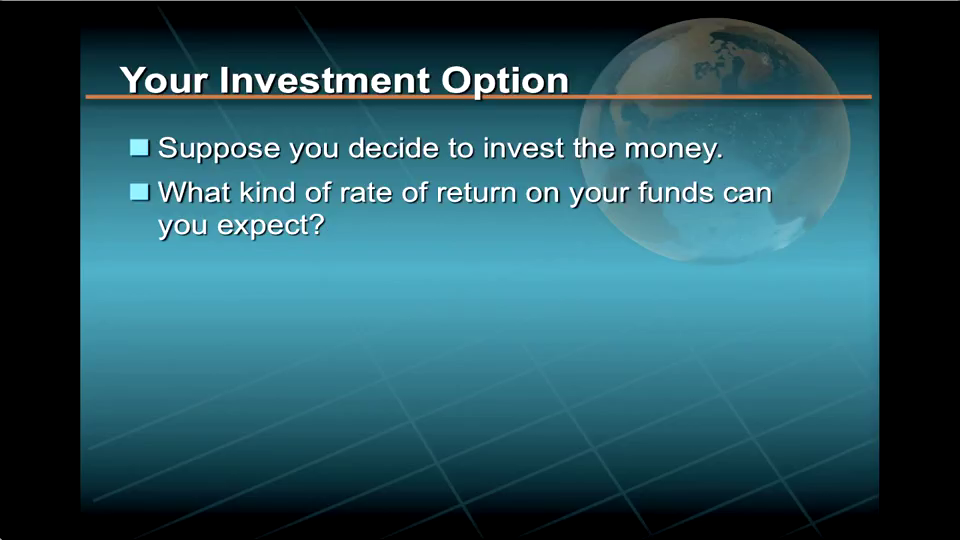 Your Investment Option
Suppose you decide to invest the money.
What kind of rate of return on your funds can
you expect?